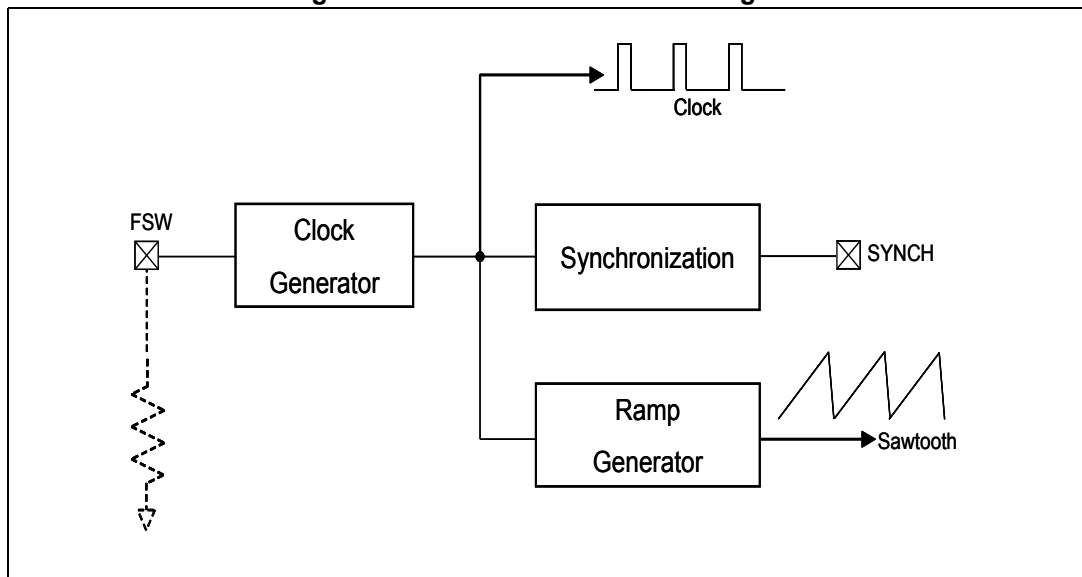 Clock
FSW
Clock
Generator
Synchronization
SYNCH
Ramp
Generator
Sawtooth